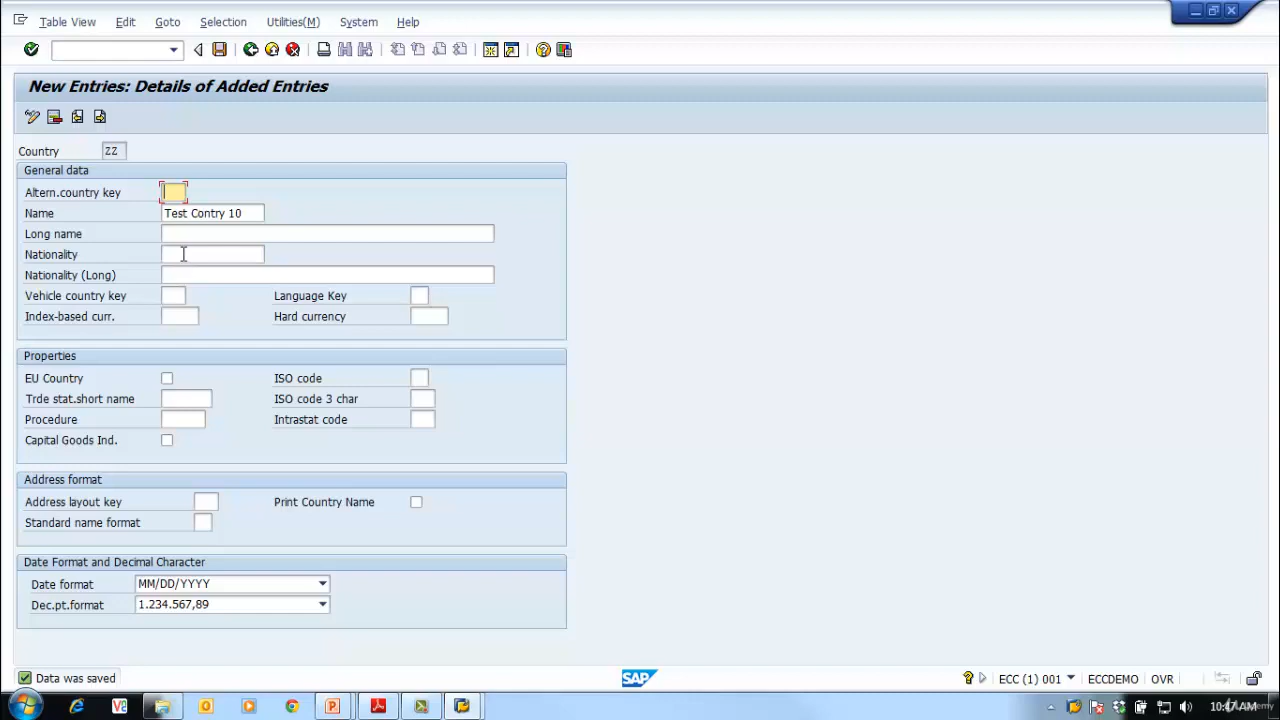 Table View Edit Goto Selection Utilities(M) System Help
New Entries: Details of Added Entries
Country ZZ
General data
Altern.country key
Name Test Contry 10
Long name
Nationality
Nationality (Long)
Vehicle country key Language Key
Index-based curr. Hard currency
Properties
EU Country ISO code
Trde stat.short name ISO code 3 char
Procedure Intrastat code
Capital Goods Ind.
Address format
Address layout key Print Country Name
Standard name format
Date Format and Decimal Character
Date format MM/DD/YYYY
Dec.pt.format 1.234.567,89
Data was saved SAP ECC (1) 001 ECCDEMO OVR